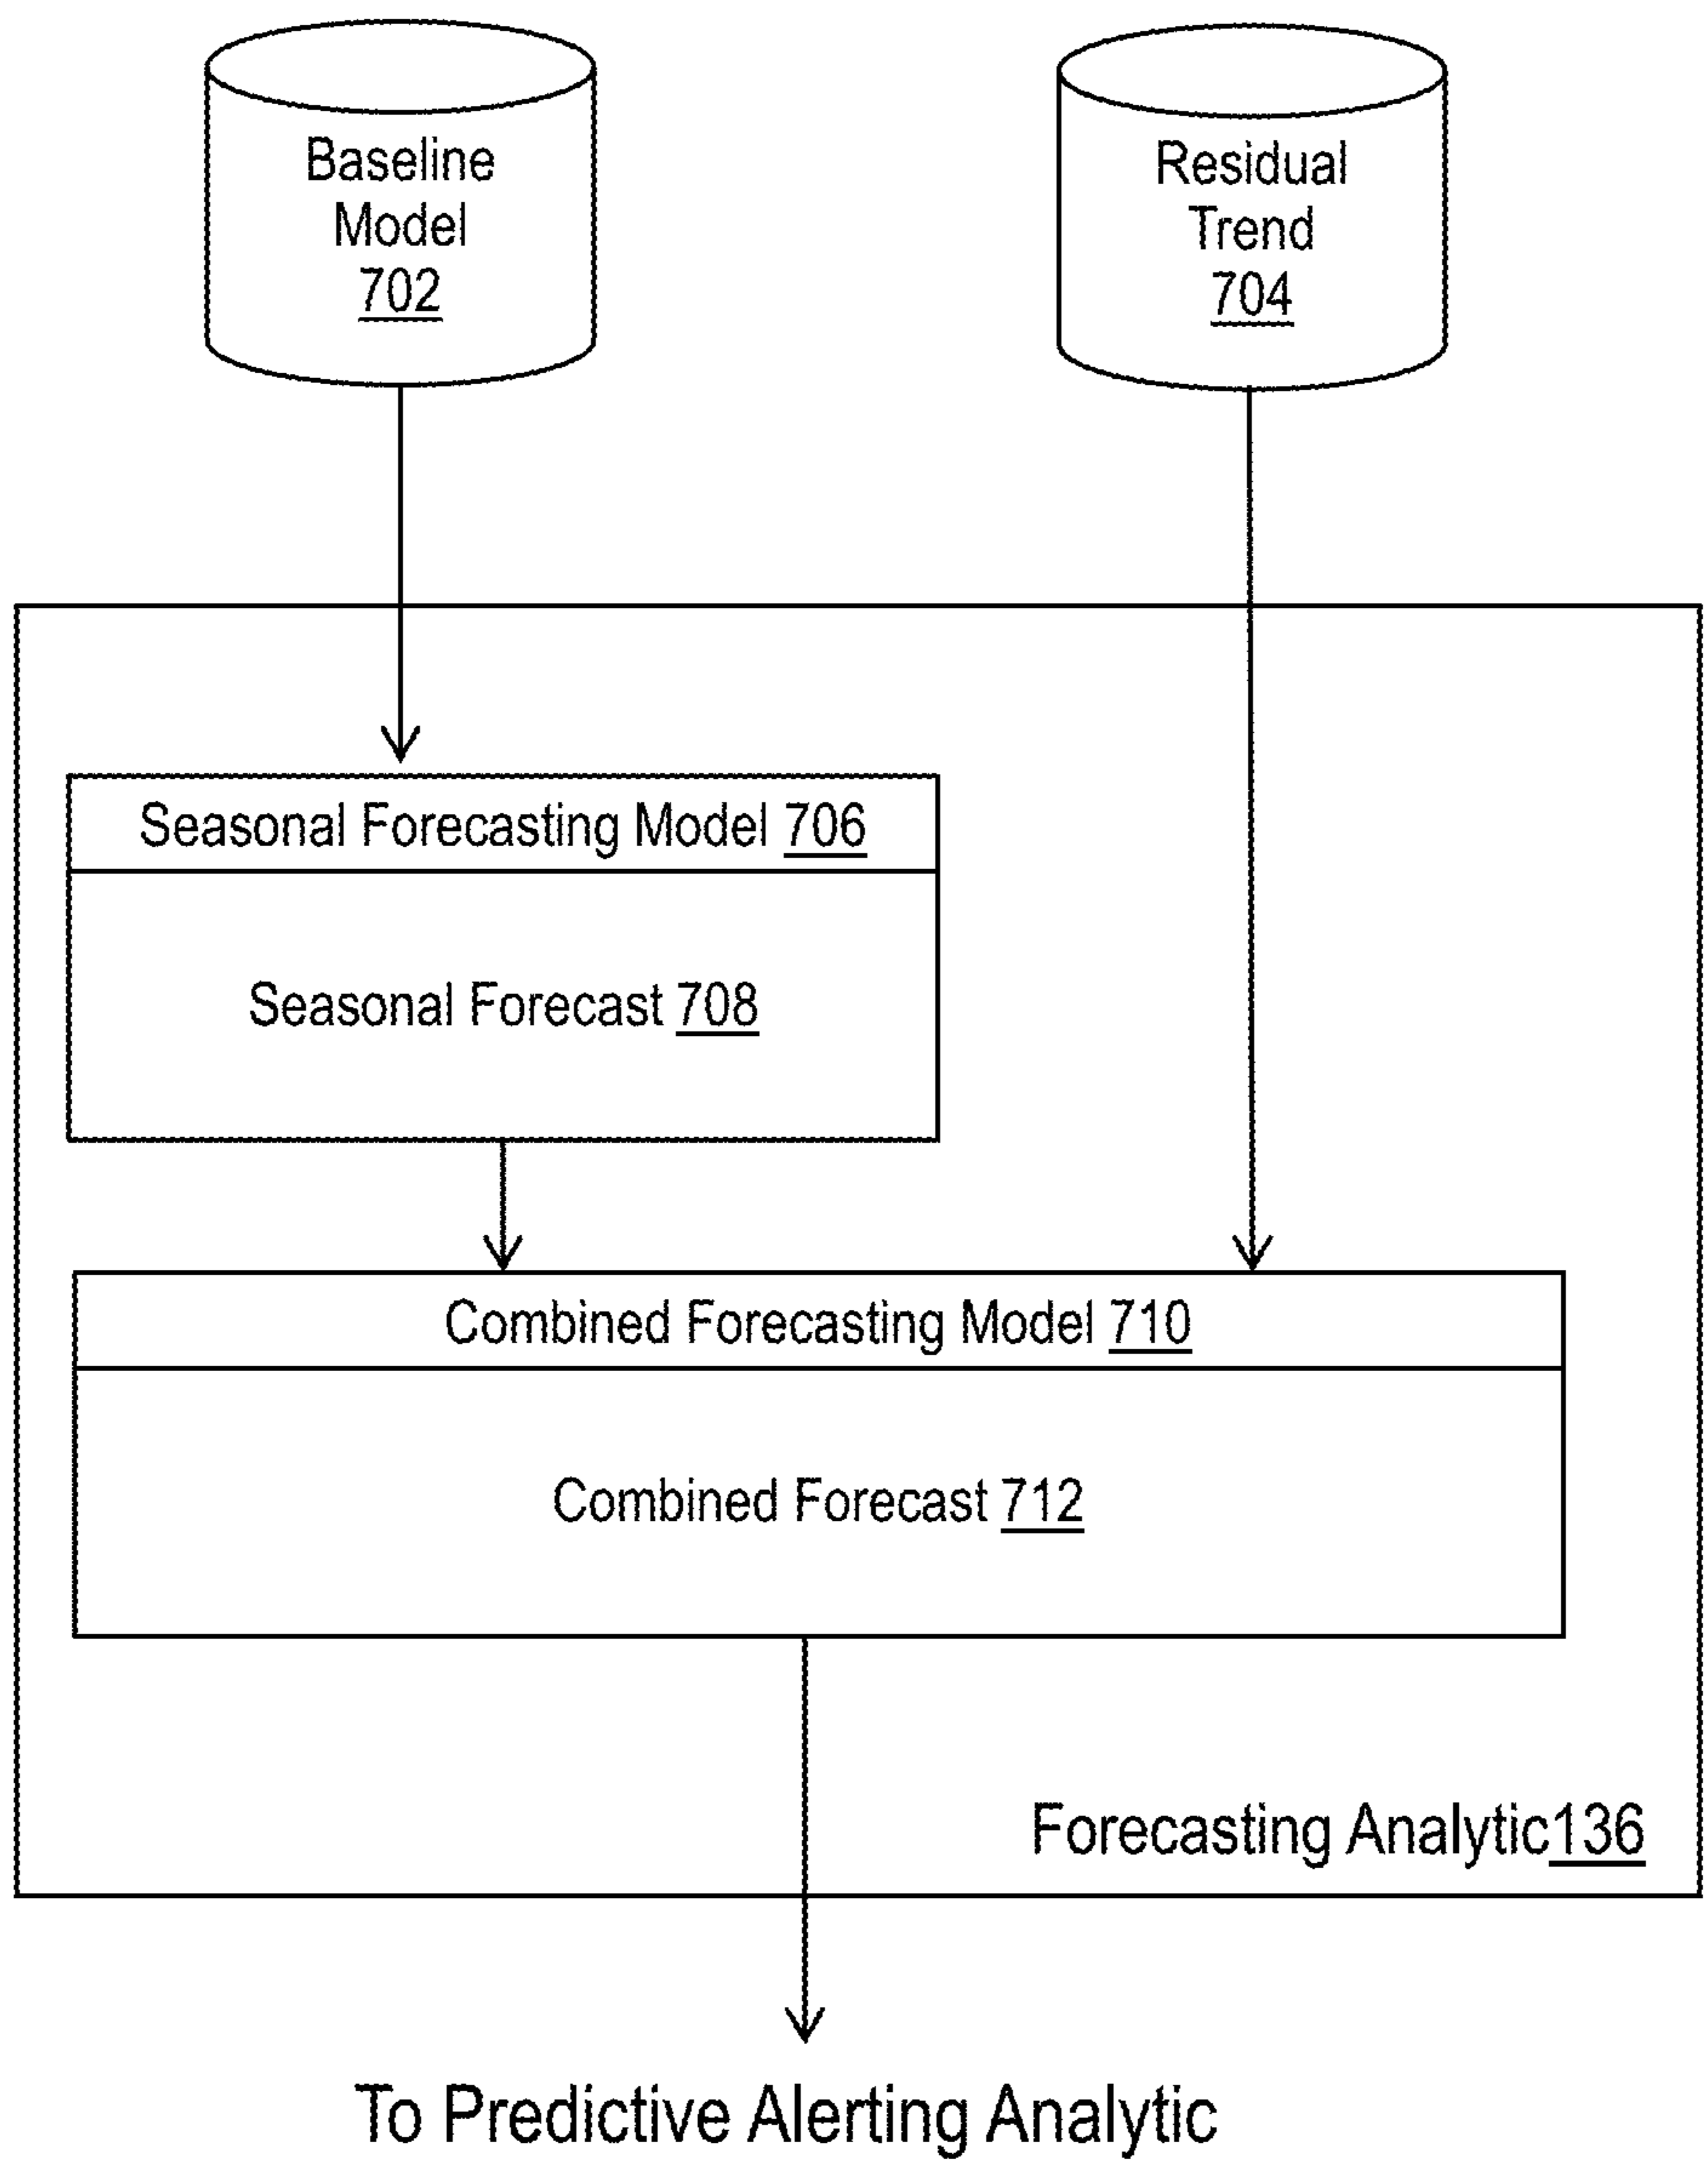 Baseline
Model
702
Residual
Trend
704
Seasonal Forecasting Model 706
Seasonal Forecast 708
Combined Forecasting Model 710
Combined Forecast 712
Forecasting Analytic136
To Predictive Alerting Analytic